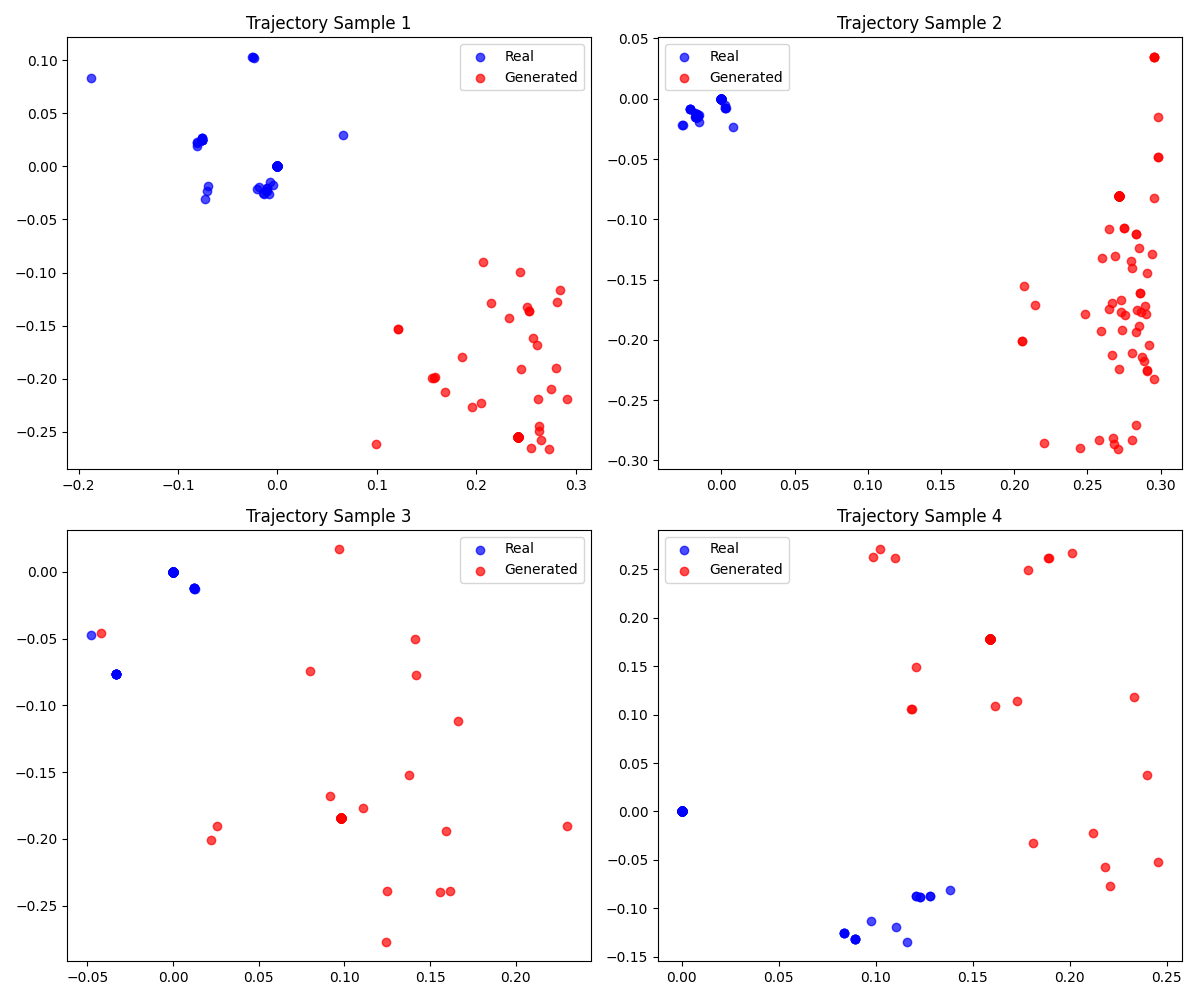 Trajectory Sample 1
Real
Generated
0.10
0.05
0.00
−0.05
−0.10
−0.15
−0.20
−0.25
−0.2 −0.1 0.0 0.1 0.2 0.3
Trajectory Sample 2
Real
Generated
0.05
0.00
−0.05
−0.10
−0.15
−0.20
−0.25
−0.30
0.00 0.05 0.10 0.15 0.20 0.25 0.30
Trajectory Sample 3
Real
Generated
0.00
−0.05
−0.10
−0.15
−0.20
−0.25
−0.05 0.00 0.05 0.10 0.15 0.20
Trajectory Sample 4
Real
Generated
0.25
0.20
0.15
0.10
0.05
0.00
−0.05
−0.10
−0.15
0.00 0.05 0.10 0.15 0.20 0.25